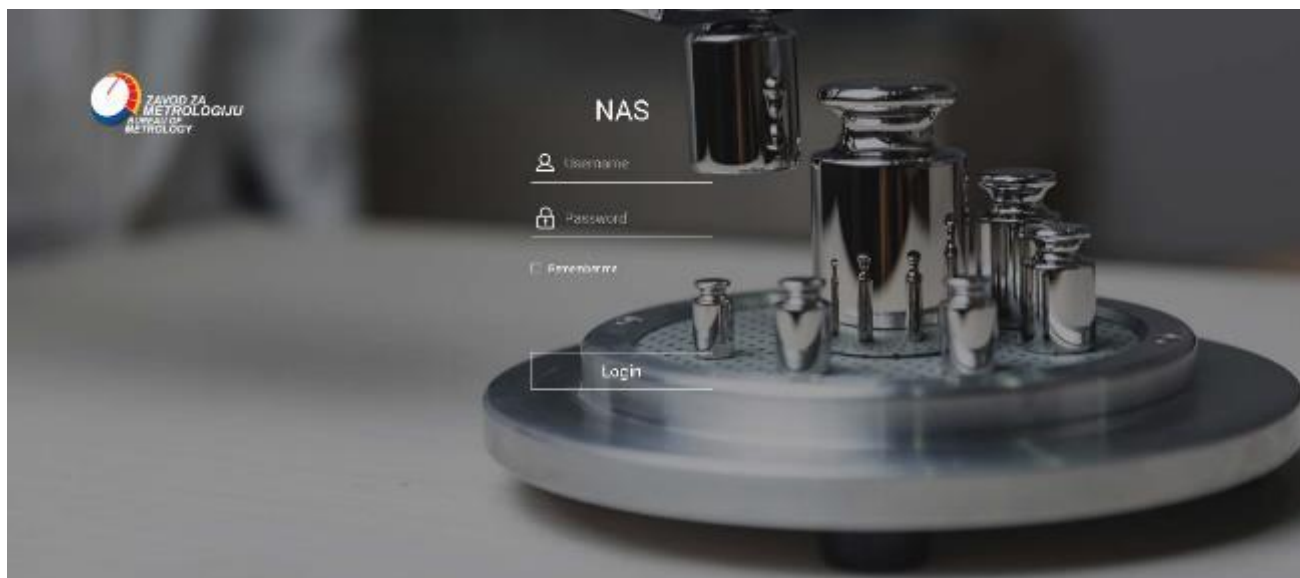 ZAVOD ZA
METROLOGIJU
BUREAU OF
METROLOGY
NAS
Username
Password
Remember me
Login